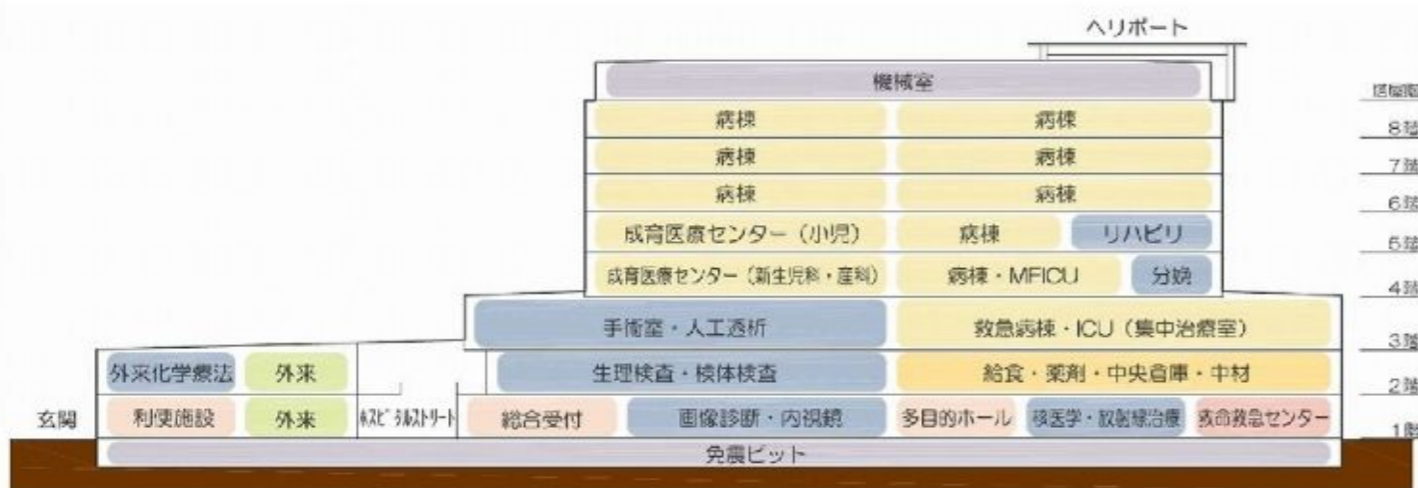 ヘリポート
機械室 塔屋階
病棟 病棟 8階
病棟 病棟 7階
病棟 病棟 6階
成育医療センター（小児） 病棟 リハビリ 5階
成育医療センター（新生児科・産科） 病棟・MFICU 分娩 4階
手術室・人工透析 救急病棟・ICU（集中治療室） 3階
外来化学療法 外来 生理検査・検体検査 給食・薬剤・中央倉庫・中材 2階
玄関 利便施設 外来 ホスピタルストリート 総合受付 画像診断・内視鏡 多目的ホール 核医学・放射線治療 救命救急センター 1階
免震ピット